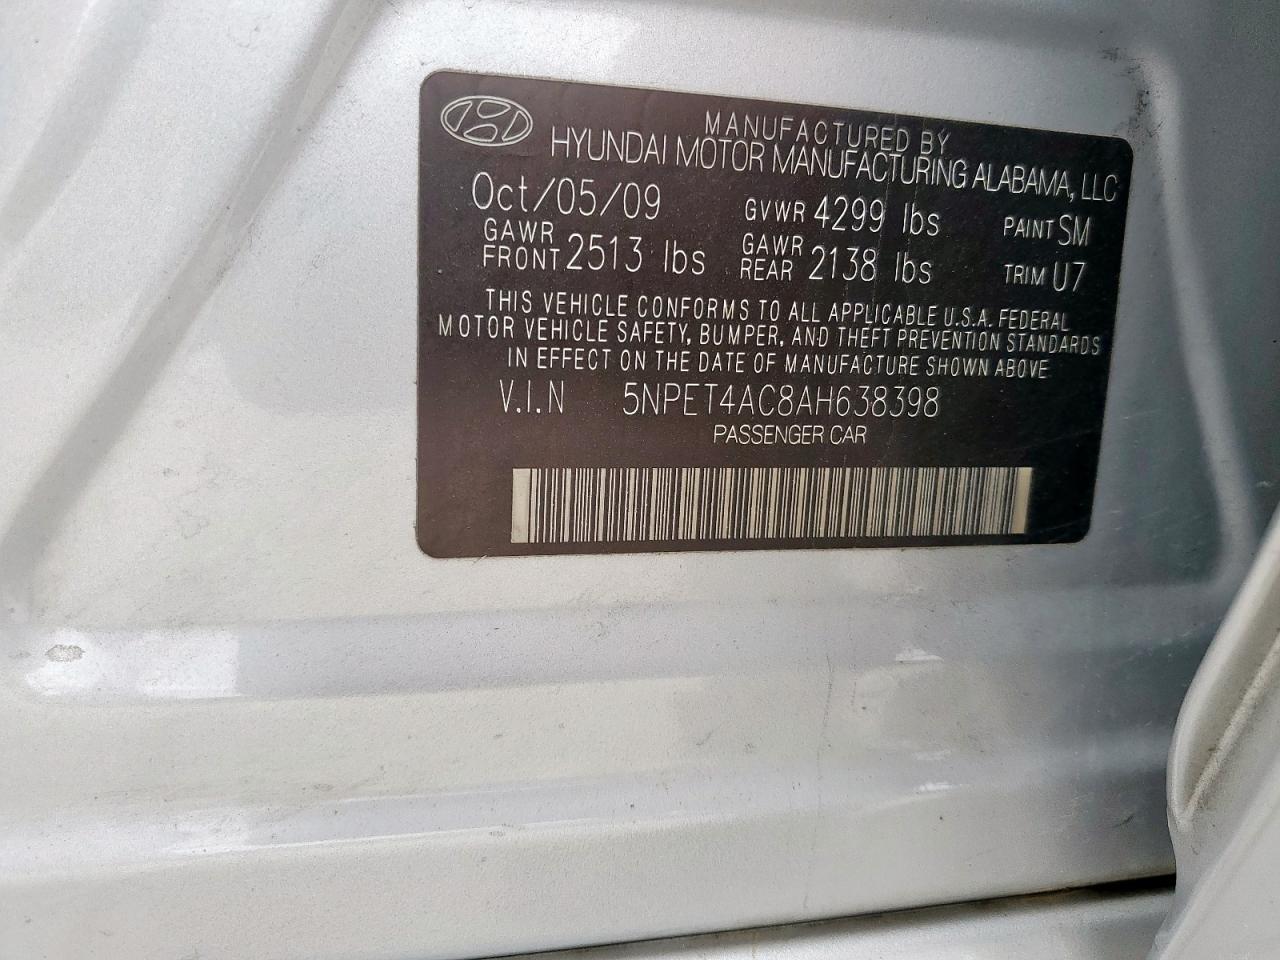 MANUFACTURED BY
HYUNDAI MOTOR MANUFACTURING ALABAMA, LLC
Oct/05/09 GVWR 4299 lbs PAINT SM
GAWR FRONT 2513 lbs GAWR REAR 2138 lbs TRIM U7
THIS VEHICLE CONFORMS TO ALL APPLICABLE U.S.A. FEDERAL
MOTOR VEHICLE SAFETY, BUMPER, AND THEFT PREVENTION STANDARDS
IN EFFECT ON THE DATE OF MANUFACTURE SHOWN ABOVE
V.I.N 5NPET4AC8AH638398
PASSENGER CAR